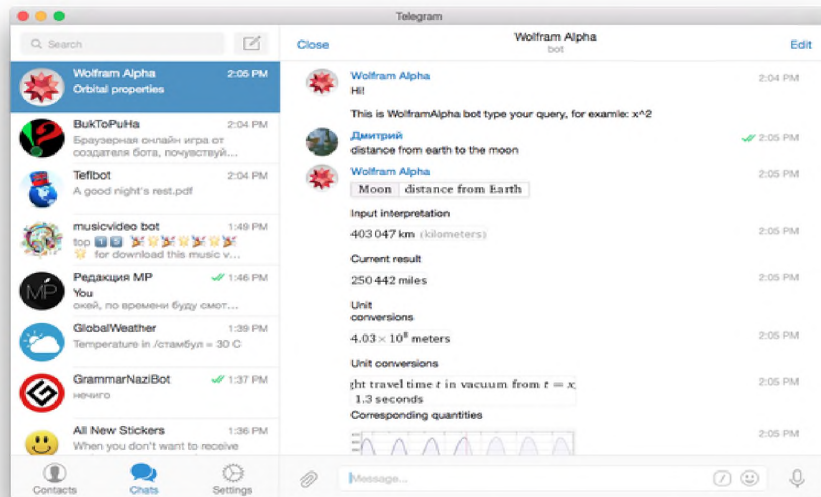 Telegram
Search
Close
Wolfram Alpha
bot
Edit
Wolfram Alpha
2:05 PM
Orbital properties
BukToPuHa
2:04 PM
Браузерная онлайн игра от
создателя бота, почувствуй...
Teflbot
2:04 PM
A good night's rest.pdf
musicvideo bot
1:49 PM
top 1 5
for download this music v...
Редакция MP
1:46 PM
You
окей, по времени буду смот...
GlobalWeather
1:39 PM
Temperature in /стамбул = 30 C
GrammarNaziBot
1:37 PM
нечиго
All New Stickers
1:36 PM
When you don't want to receive
Contacts
Chats
Settings
Wolfram Alpha
2:04 PM
Hi!
This is WolframAlpha bot type your query, for examle: x^2
Дмитрий
2:05 PM
distance from earth to the moon
Wolfram Alpha
2:05 PM
Moon distance from Earth
Input interpretation
403 047 km (kilometers)
2:05 PM
Current result
250 442 miles
2:05 PM
Unit
conversions
4.03 × 10⁸ meters
2:05 PM
Unit conversions
ght travel time t in vacuum from t = x
2:05 PM
1.3 seconds
Corresponding quantities
2:05 PM
Message...
MP